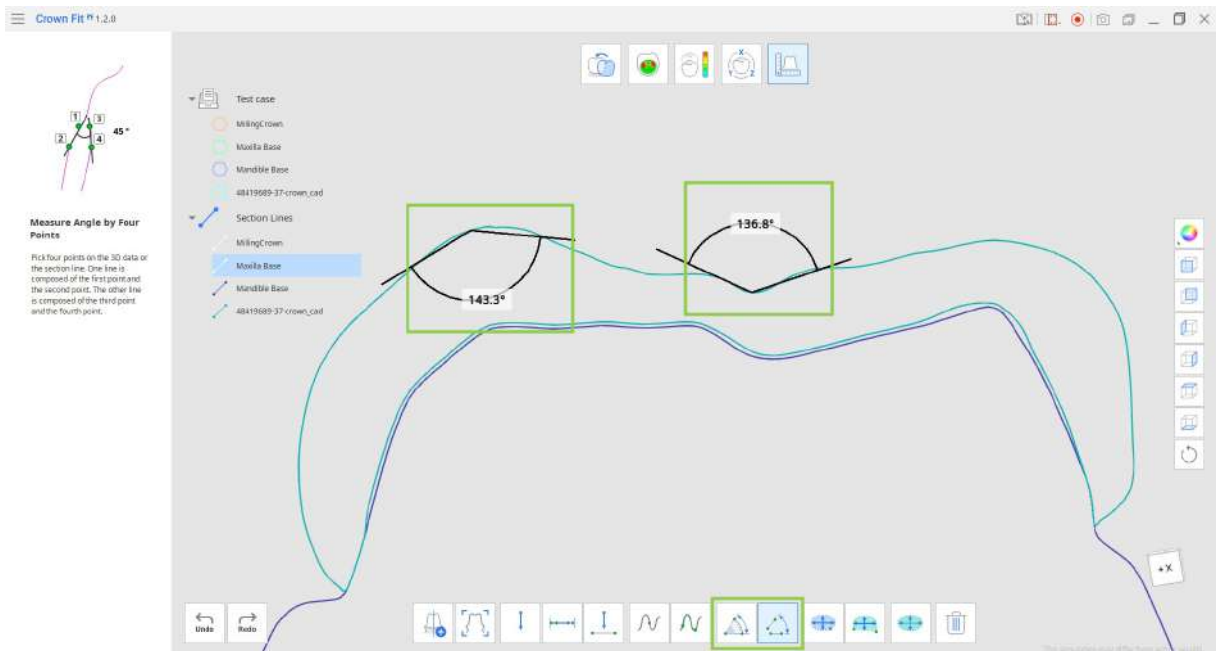 Crown Fit 1.2.0
1
3
2
4
45 °
Measure Angle by Four
Points
Pick four points on the 3D data or
the section line. One line is
composed of the first point and
the second point. The other line
is composed of the third point
and the fourth point.
Test case
MilingCrown
Maxilla Base
Mandible Base
48419689-37-crown_cad
Section Lines
MilingCrown
Maxilla Base
Mandible Base
48419689-37-crown_cad
143.3°
136.8°
X
Y
Z
+X
Undo
Redo